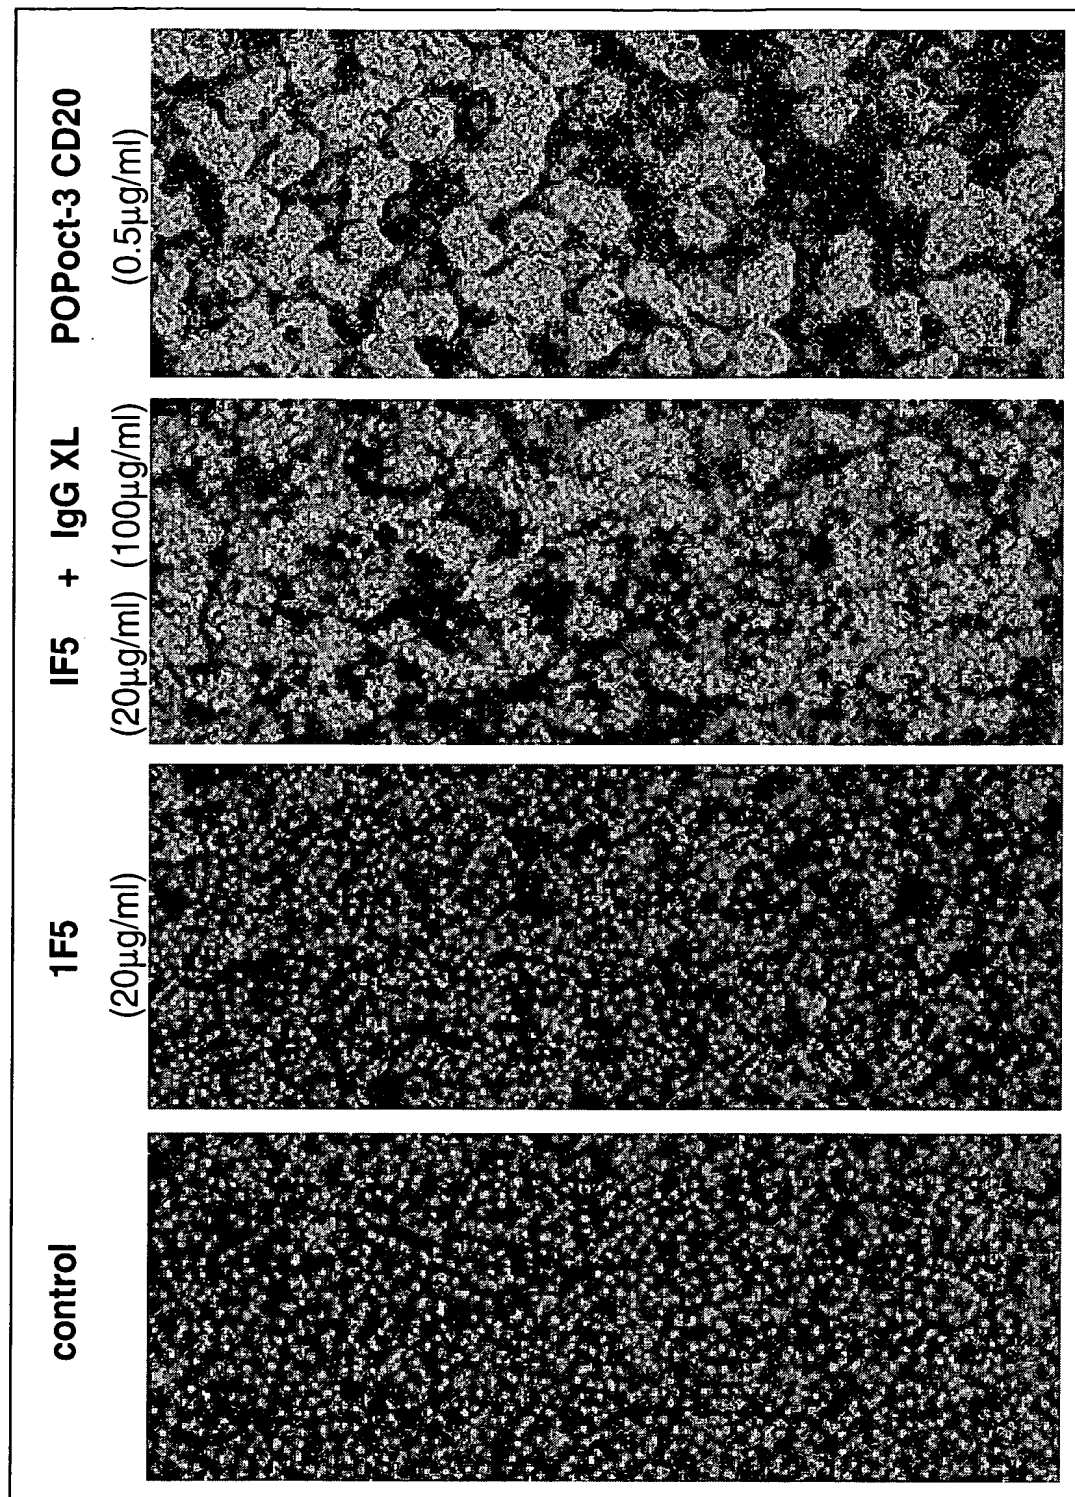 control
1F5
(20µg/ml)
IF5 + IgG XL
(20µg/ml) (100µg/ml)
POPoct-3 CD20
(0.5µg/ml)